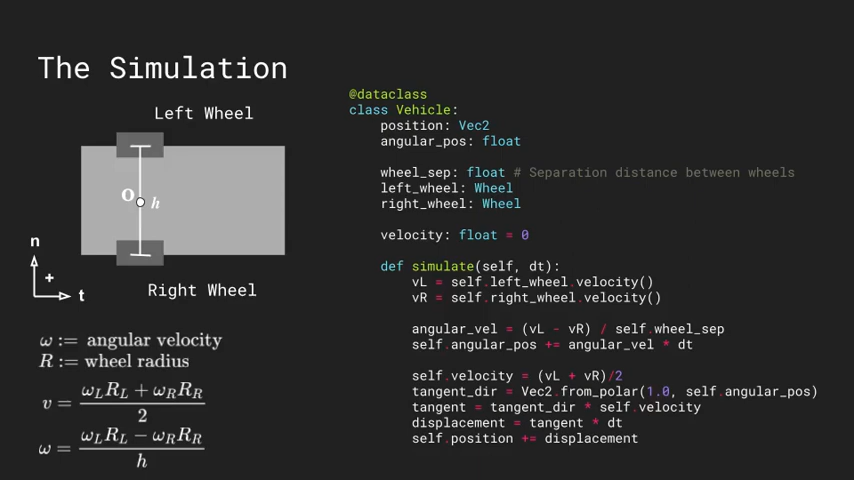 The Simulation
Left Wheel
O
h
n
+
t
Right Wheel
ω := angular velocity
R := wheel radius
v = (ω_L R_L + ω_R R_R) / 2
ω = (ω_L R_L − ω_R R_R) / h
@dataclass
class Vehicle:
    position: Vec2
    angular_pos: float
    wheel_sep: float # Separation distance between wheels
    left_wheel: Wheel
    right_wheel: Wheel
    velocity: float = 0
    def simulate(self, dt):
        vL = self.left_wheel.velocity()
        vR = self.right_wheel.velocity()
        angular_vel = (vL - vR) / self.wheel_sep
        self.angular_pos += angular_vel * dt
        self.velocity = (vL + vR)/2
        tangent_dir = Vec2.from_polar(1.0, self.angular_pos)
        tangent = tangent_dir * self.velocity
        displacement = tangent * dt
        self.position += displacement